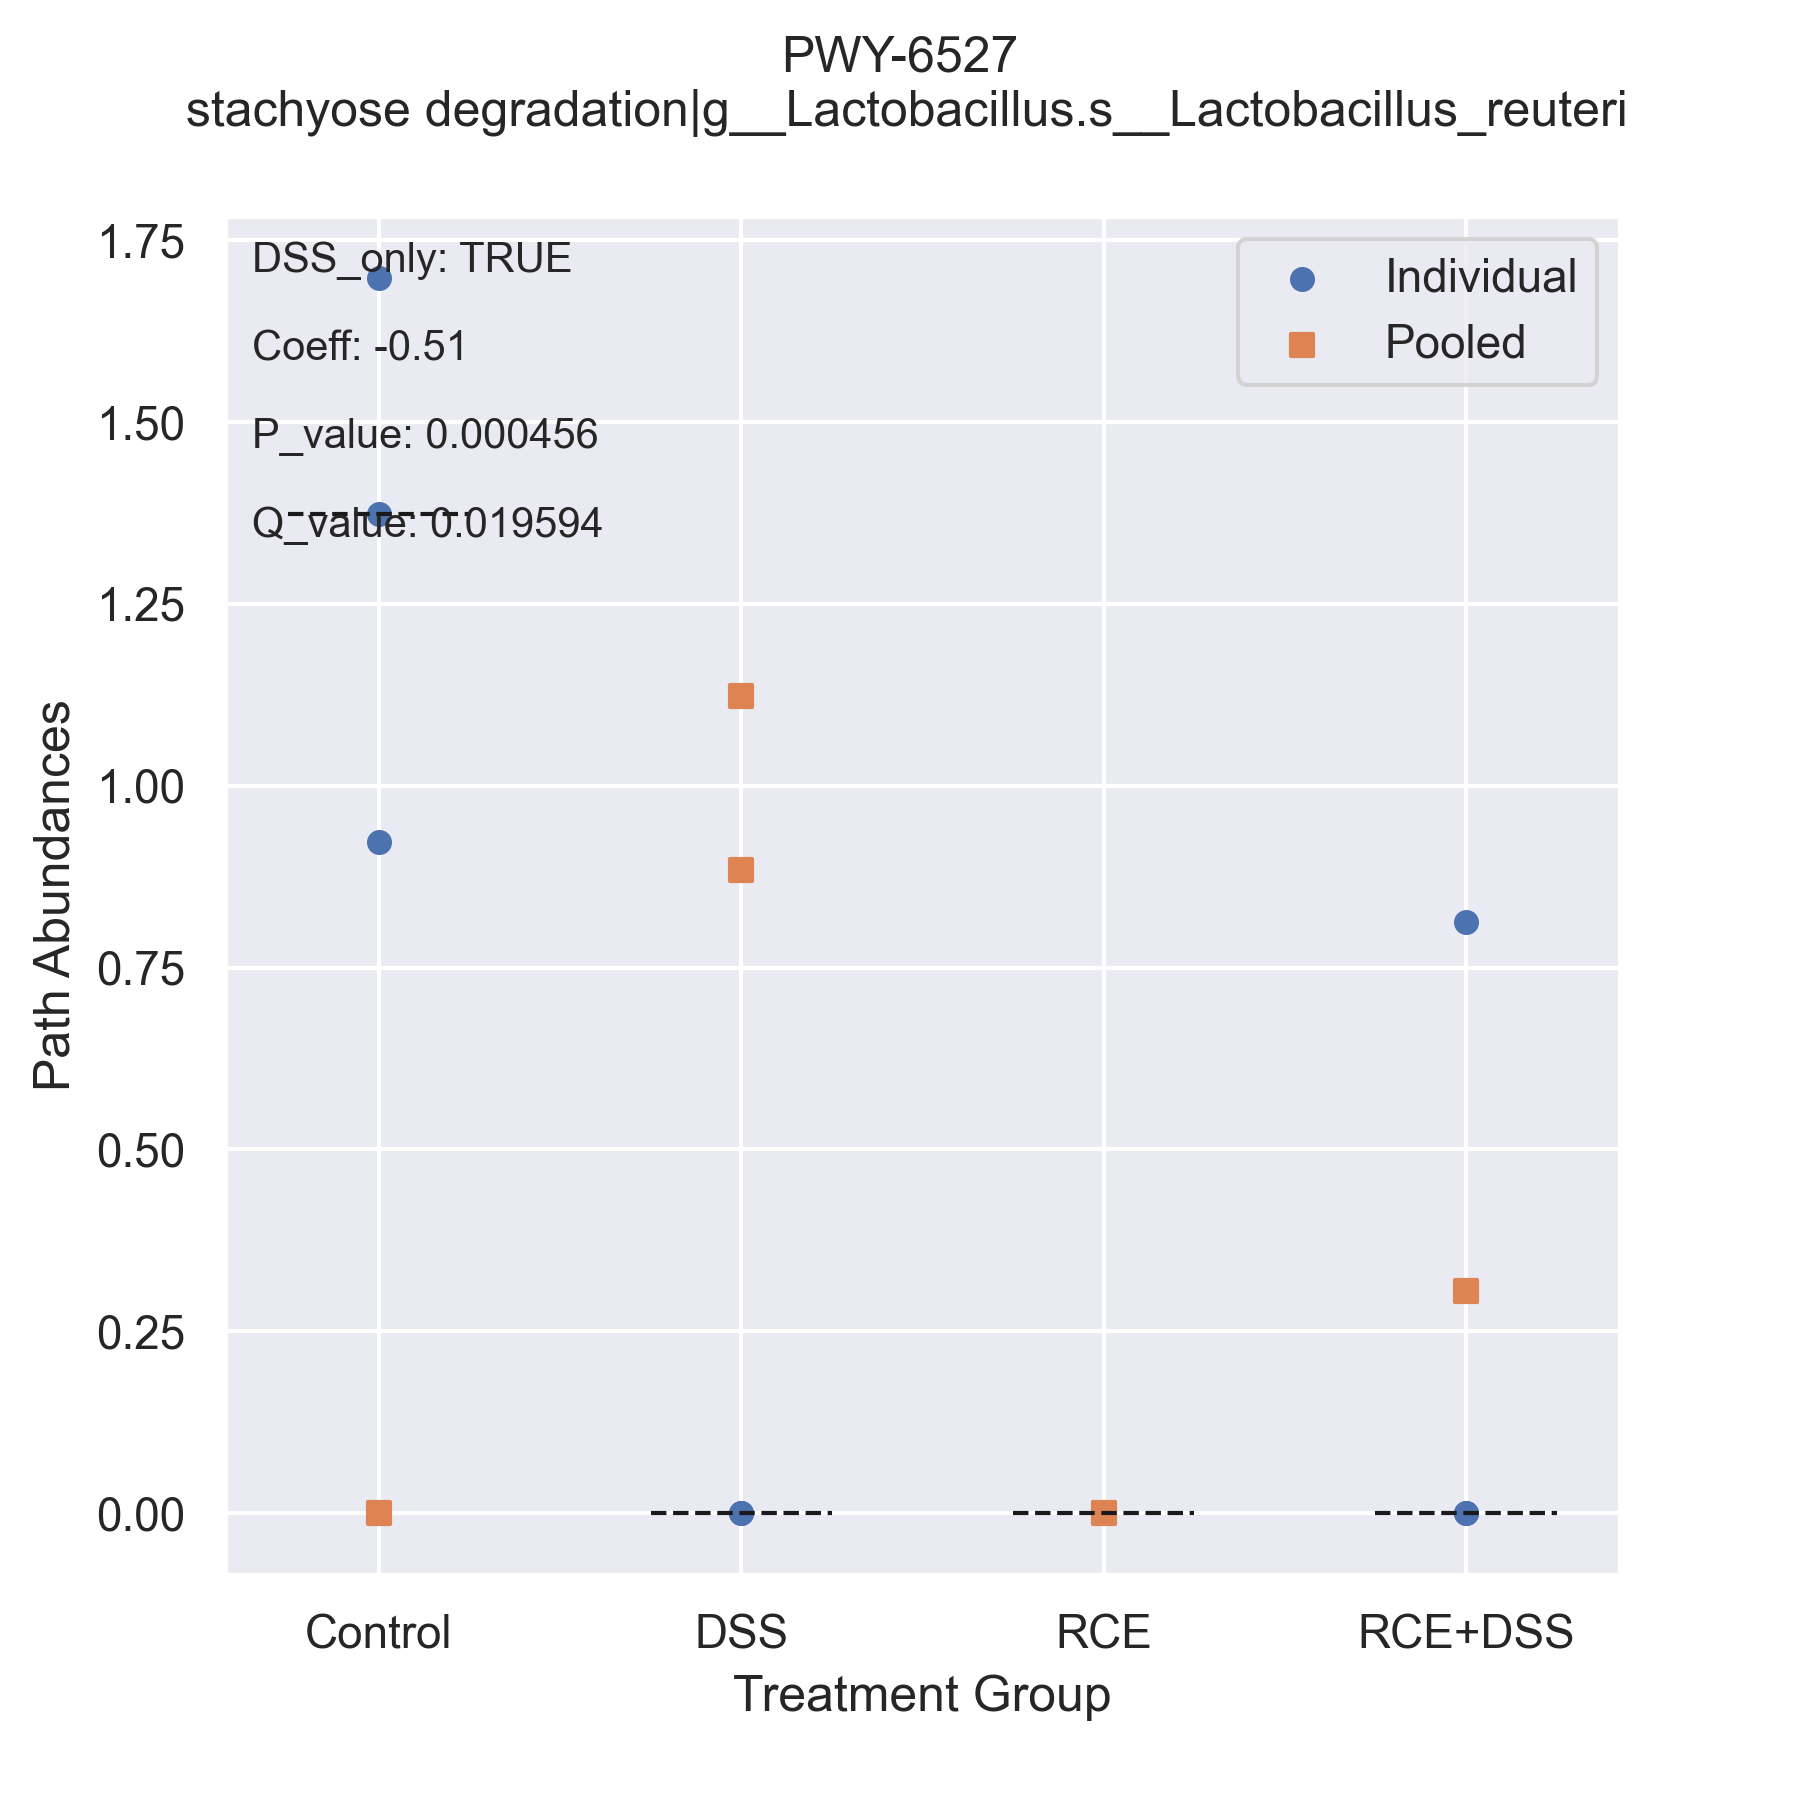 PWY-6527
stachyose degradation|g__Lactobacillus.s__Lactobacillus_reuteri
DSS_only: TRUE
Coeff: -0.51
P_value: 0.000456
Q_value: 0.019594
Individual
Pooled
Path Abundances
1.75
1.50
1.25
1.00
0.75
0.50
0.25
0.00
Control
DSS
RCE
RCE+DSS
Treatment Group